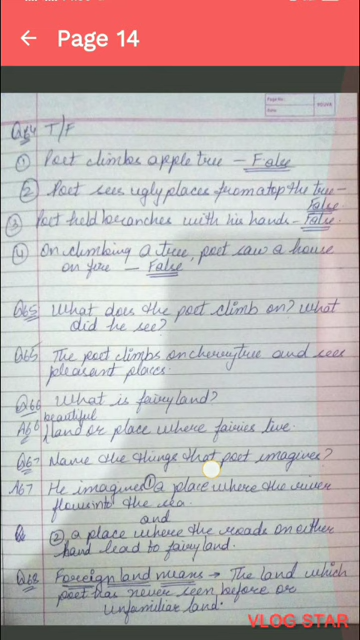 Page 14
Page No.
Date
Q64 T/F
① Poet climbs apple tree - False
② Poet sees ugly places from atop the tree -
False
③ Poet held branches with his hands - False.
④ On climbing a tree, poet saw a house
on fire - False
Q65 What does the poet climb on? What
did he see?
Q65 The poet climbs on cherry tree and sees
pleasant places.
Q66 What is fairyland?
beautiful
A66 land or place where fairies live.
Q67 Name the things that poet imagines?
A67 He imagines ① a place where the river
flows into the sea
and
② a place where the roads on either
hand lead to fairyland.
Q68 Foreign land means → The land which
poet has never seen before or
unfamiliar land.
VLOG STAR